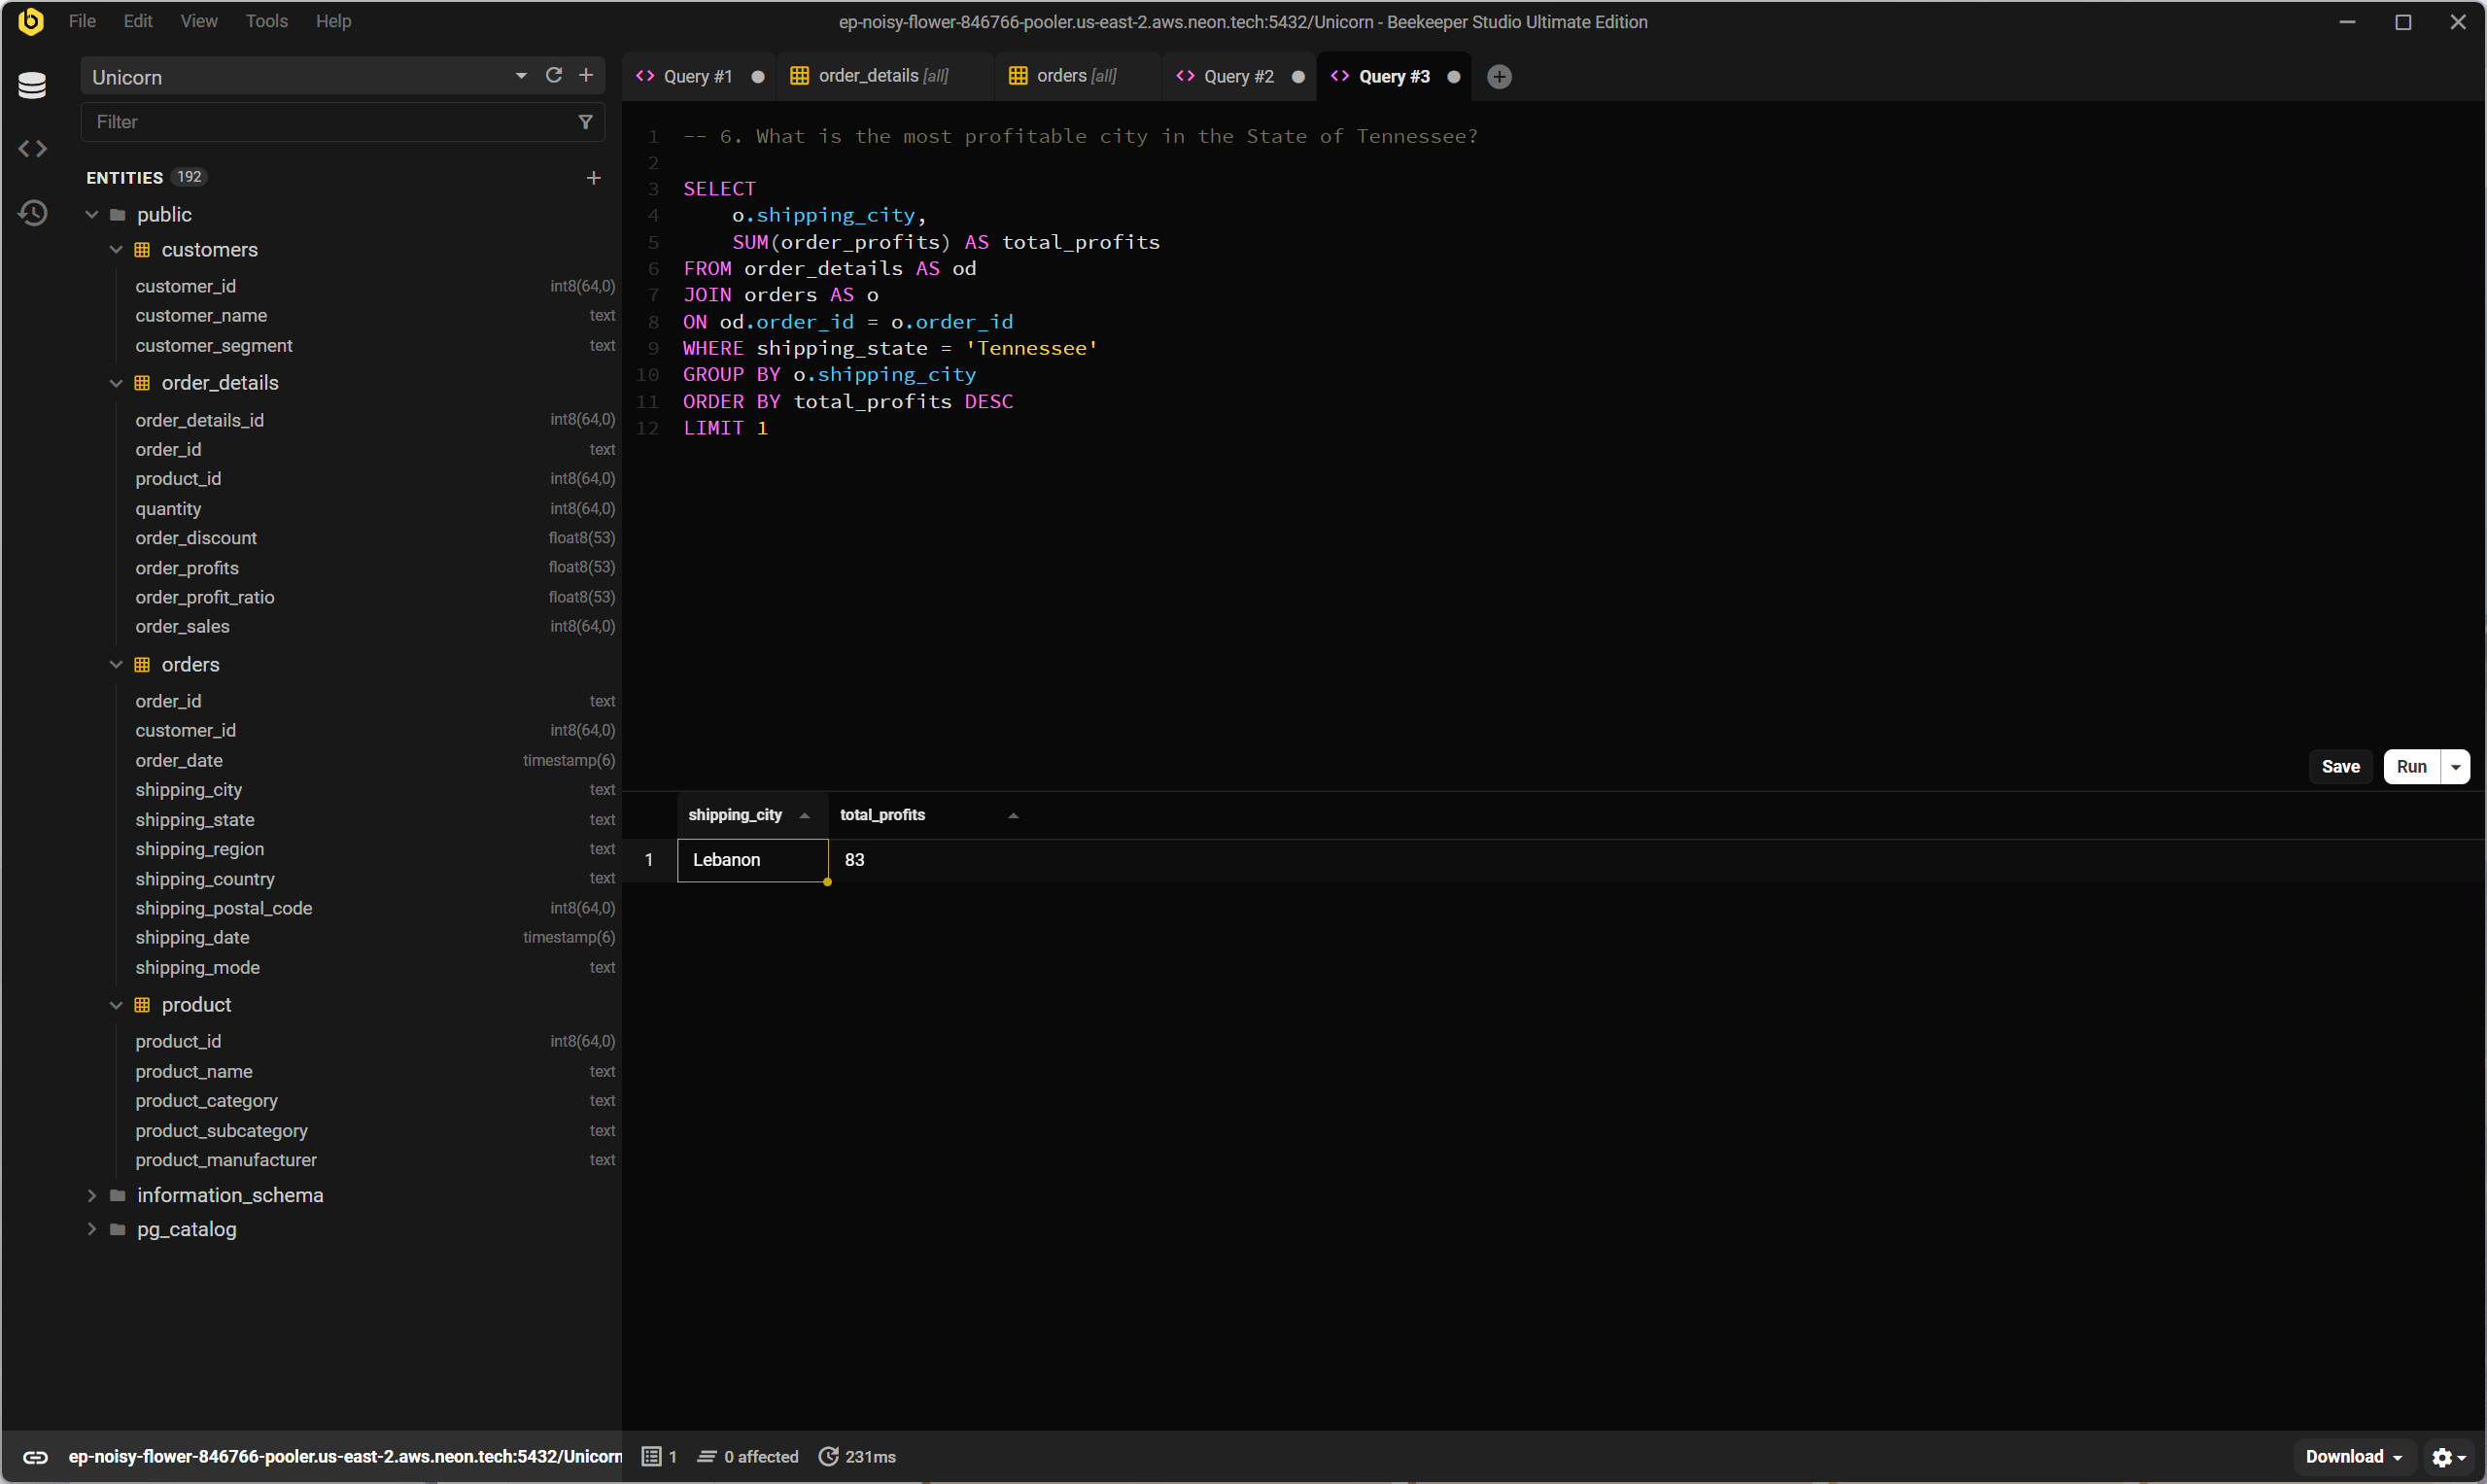 File Edit View Tools Help
ep-noisy-flower-846766-pooler.us-east-2.aws.neon.tech:5432/Unicorn - Beekeeper Studio Ultimate Edition
Unicorn
Filter
ENTITIES 192
public
customers
customer_id int8(64,0)
customer_name text
customer_segment text
order_details
order_details_id int8(64,0)
order_id text
product_id int8(64,0)
quantity int8(64,0)
order_discount float8(53)
order_profits float8(53)
order_profit_ratio float8(53)
order_sales int8(64,0)
orders
order_id text
customer_id int8(64,0)
order_date timestamp(6)
shipping_city text
shipping_state text
shipping_region text
shipping_country text
shipping_postal_code int8(64,0)
shipping_date timestamp(6)
shipping_mode text
product
product_id int8(64,0)
product_name text
product_category text
product_subcategory text
product_manufacturer text
information_schema
pg_catalog
Query #1 order_details [all] orders [all] Query #2 Query #3
1 -- 6. What is the most profitable city in the State of Tennessee?
2
3 SELECT
4 o.shipping_city,
5 SUM(order_profits) AS total_profits
6 FROM order_details AS od
7 JOIN orders AS o
8 ON od.order_id = o.order_id
9 WHERE shipping_state = 'Tennessee'
10 GROUP BY o.shipping_city
11 ORDER BY total_profits DESC
12 LIMIT 1
Save Run
shipping_city total_profits
1 Lebanon 83
ep-noisy-flower-846766-pooler.us-east-2.aws.neon.tech:5432/Unicorn
1 0 affected 231ms
Download